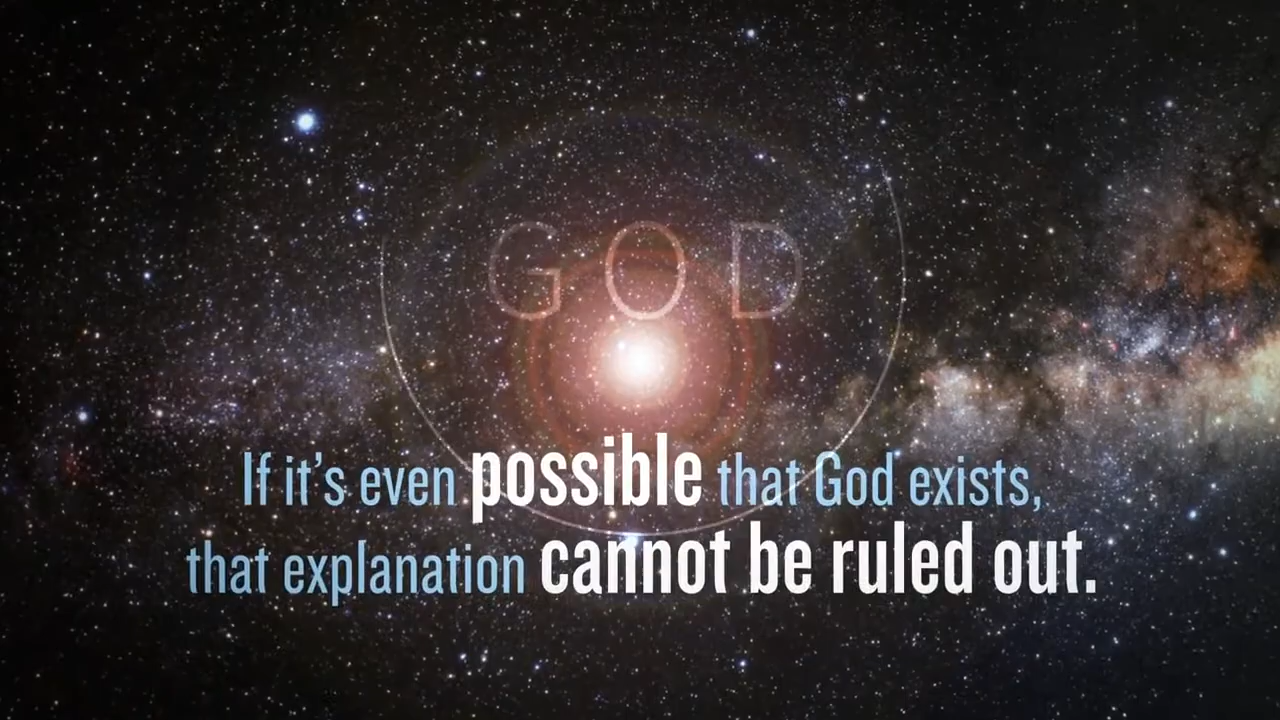 GOD
If it's even possible that God exists,
that explanation cannot be ruled out.